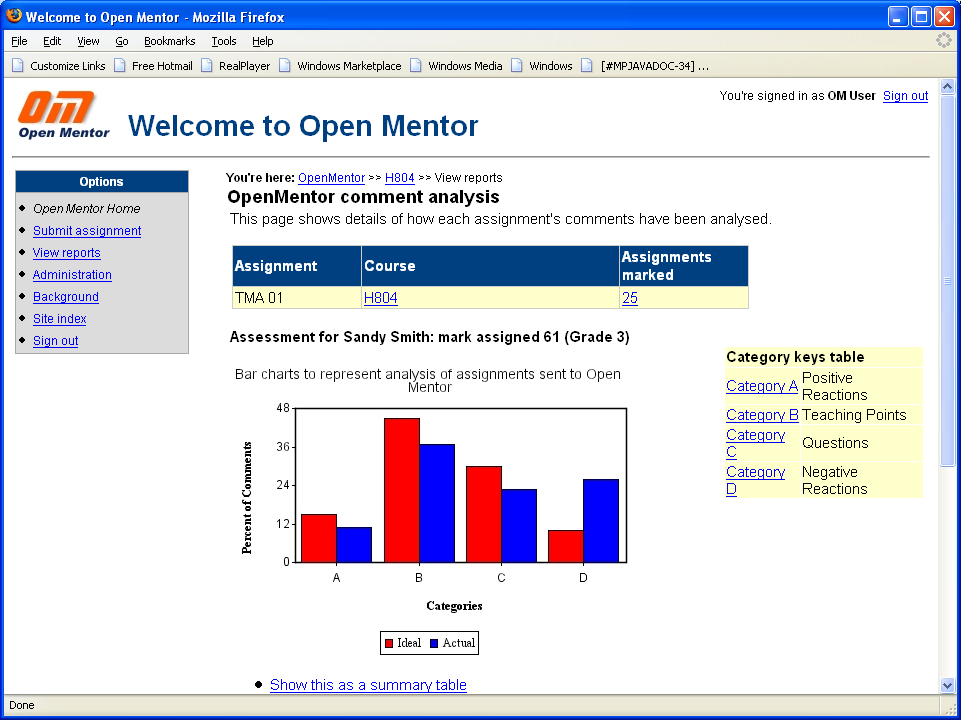 Welcome to Open Mentor - Mozilla Firefox
File Edit View Go Bookmarks Tools Help
Customize Links Free Hotmail RealPlayer Windows Marketplace Windows Media Windows [#MPJAVADOC-34] ...
You're signed in as OM User Sign out
OM
Open Mentor
Welcome to Open Mentor
Options
Open Mentor Home
Submit assignment
View reports
Administration
Background
Site index
Sign out
You're here: OpenMentor >> H804 >> View reports
OpenMentor comment analysis
This page shows details of how each assignment's comments have been analysed.
Assignment Course Assignments
marked
TMA 01 H804 25
Assessment for Sandy Smith: mark assigned 61 (Grade 3)
Bar charts to represent analysis of assignments sent to Open
Mentor
48
36
24
12
0
Percent of Comments
A B C D
Categories
Ideal Actual
Category keys table
Category A Positive
Reactions
Category B Teaching Points
Category
C Questions
Category
D Negative
Reactions
Show this as a summary table
Done